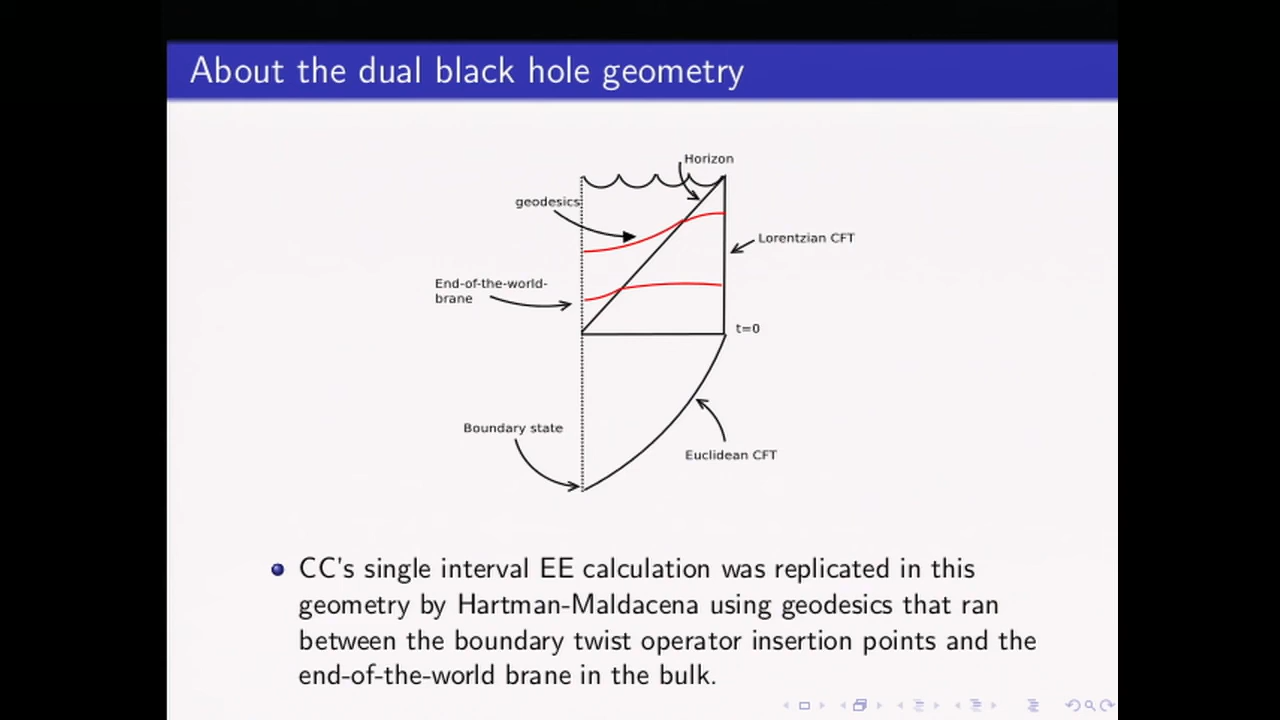 About the dual black hole geometry
Horizon
geodesics
Lorentzian CFT
End-of-the-world-
brane
t=0
Boundary state
Euclidean CFT
CC's single interval EE calculation was replicated in this
geometry by Hartman-Maldacena using geodesics that ran
between the boundary twist operator insertion points and the
end-of-the-world brane in the bulk.